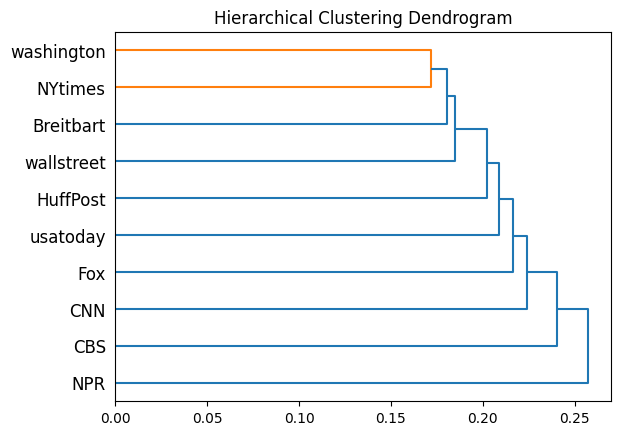 Hierarchical Clustering Dendrogram
washington
NYtimes
Breitbart
wallstreet
HuffPost
usatoday
Fox
CNN
CBS
NPR
0.00 0.05 0.10 0.15 0.20 0.25